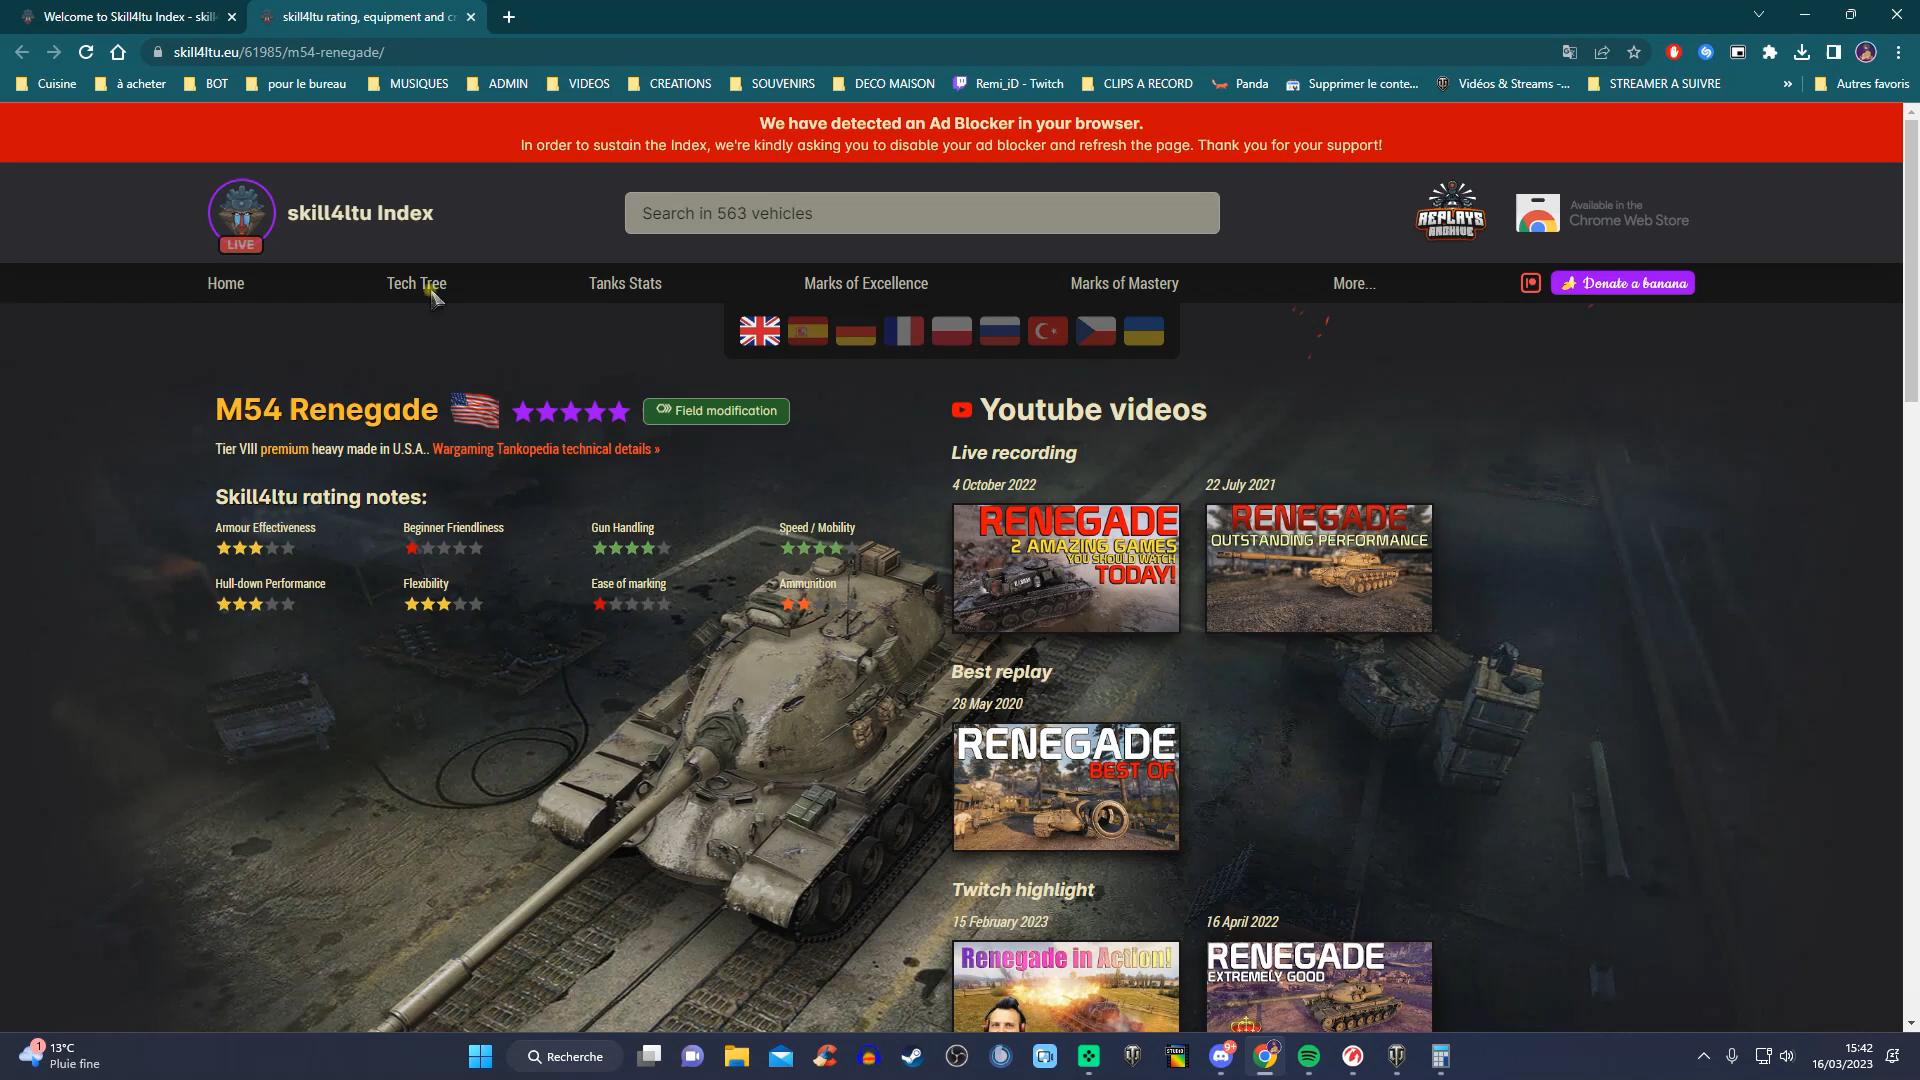 Welcome to Skill4ltu Index - skill
skill4ltu rating, equipment and c
skill4ltu.eu/61985/m54-renegade/
Cuisine
à acheter
BOT
pour le bureau
MUSIQUES
ADMIN
VIDEOS
CREATIONS
SOUVENIRS
DECO MAISON
Remi_iD - Twitch
CLIPS A RECORD
Panda
Supprimer le conte...
Vidéos & Streams -...
STREAMER A SUIVRE
»
Autres favoris
We have detected an Ad Blocker in your browser.
In order to sustain the Index, we're kindly asking you to disable your ad blocker and refresh the page. Thank you for your support!
LIVE
skill4ltu Index
Search in 563 vehicles
REPLAYS
ARCHIVE
Available in the
Chrome Web Store
Home
Tech Tree
Tanks Stats
Marks of Excellence
Marks of Mastery
More...
Donate a banana
M54 Renegade
Field modification
Tier VIII premium heavy made in U.S.A.. Wargaming Tankopedia technical details »
Skill4ltu rating notes:
Armour Effectiveness
Beginner Friendliness
Gun Handling
Speed / Mobility
Hull-down Performance
Flexibility
Ease of marking
Ammunition
Youtube videos
Live recording
4 October 2022
22 July 2021
RENEGADE
2 AMAZING GAMES
YOU SHOULD WATCH
TODAY!
RENEGADE
OUTSTANDING PERFORMANCE
Best replay
28 May 2020
RENEGADE
BEST OF
Twitch highlight
15 February 2023
16 April 2022
Renegade in Action!
RENEGADE
EXTREMELY GOOD
1
13°C
Pluie fine
Recherche
STUDIO
9+
15:42
16/03/2023